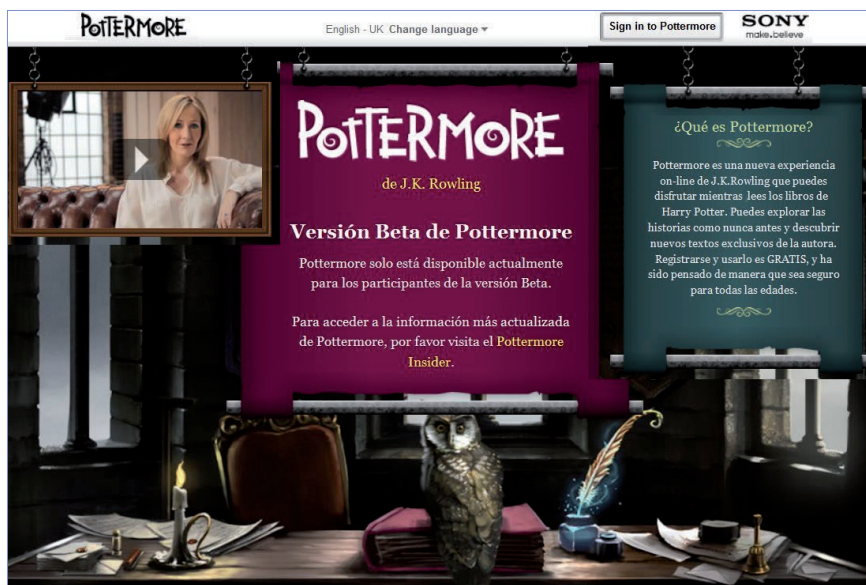 POTTERMORE
English - UK Change language
Sign in to Pottermore
SONY
make.believe
POTTERMORE
de J.K. Rowling
Versión Beta de Pottermore
Pottermore solo está disponible actualmente
para los participantes de la versión Beta.
Para acceder a la información más actualizada
de Pottermore, por favor visita el Pottermore
Insider.
¿Qué es Pottermore?
Pottermore es una nueva experiencia
on-line de J.K.Rowling que puedes
disfrutar mientras lees los libros de
Harry Potter. Puedes explorar las
historias como nunca antes y descubrir
nuevos textos exclusivos de la autora.
Registrarse y usarlo es GRATIS, y ha
sido pensado de manera que sea seguro
para todas las edades.